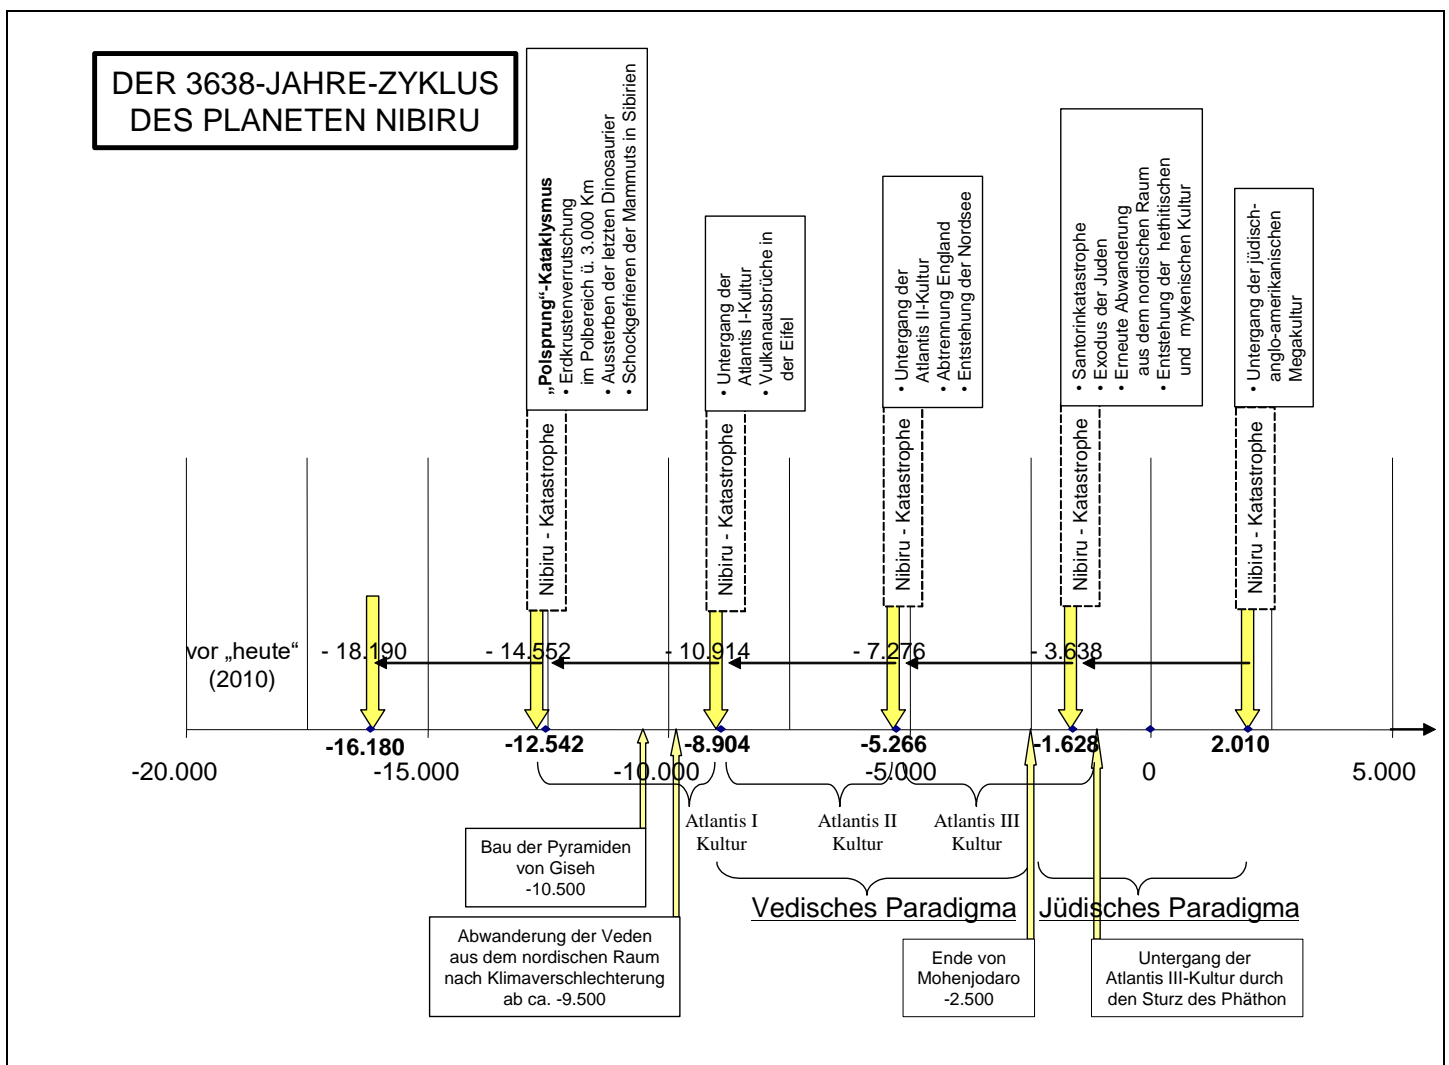 DER 3638-JAHRE-ZYKLUS
DES PLANETEN NIBIRU
„Polsprung“-Kataklysmus
• Erdkrustenverrutschung
im Polbereich ü. 3.000 Km
• Aussterben der letzten Dinosaurier
• Schockgefrieren der Mammuts in Sibirien
• Untergang der
Atlantis I-Kultur
• Vulkanausbrüche in
der Eifel
• Untergang der
Atlantis II-Kultur
• Abtrennung England
• Entstehung der Nordsee
• Santorinkatastrophe
• Exodus der Juden
• Erneute Abwanderung
aus dem nordischen Raum
• Entstehung der hethitischen
und mykenischen Kultur
• Untergang der jüdisch-
anglo-amerikanischen
Megakultur
Nibiru - Katastrophe
Nibiru - Katastrophe
Nibiru - Katastrophe
Nibiru - Katastrophe
Nibiru - Katastrophe
vor „heute“
(2010)
- 18.190
- 14.552
- 10.914
- 7.276
- 3.638
-16.180
-12.542
-8.904
-5.266
-1.628
2.010
-20.000
-15.000
-10.000
-5.000
0
5.000
Atlantis I
Kultur
Atlantis II
Kultur
Atlantis III
Kultur
Bau der Pyramiden
von Giseh
-10.500
Vedisches Paradigma
Jüdisches Paradigma
Abwanderung der Veden
aus dem nordischen Raum
nach Klimaverschlechterung
ab ca. -9.500
Ende von
Mohenjodaro
-2.500
Untergang der
Atlantis III-Kultur durch
den Sturz des Phäthon